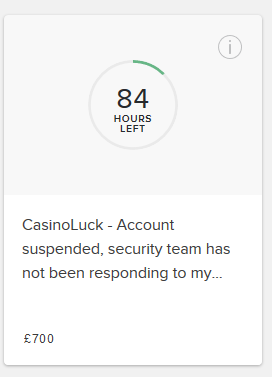 84
HOURS
LEFT
i
CasinoLuck - Account
suspended, security team has
not been responding to my...
£700